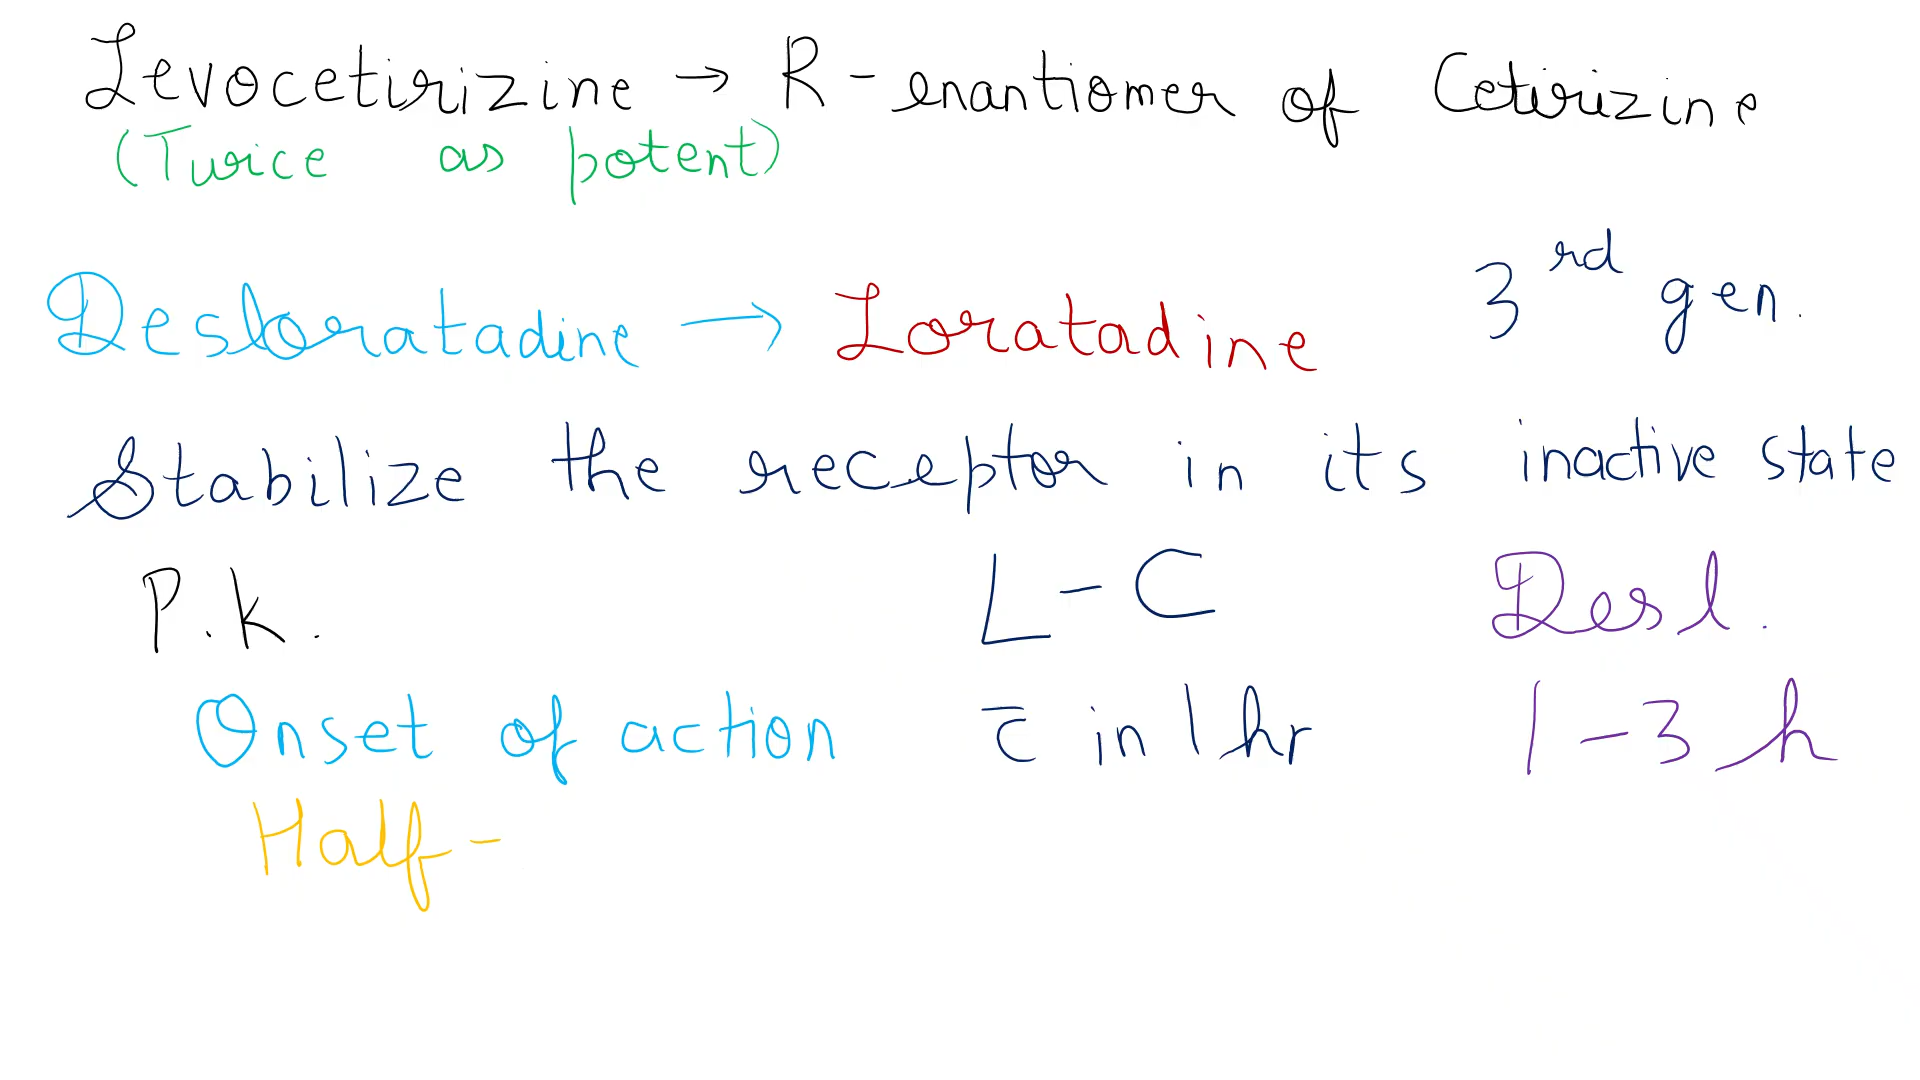 Levocetirizine → R-enantiomer of Cetirizine
(Twice as potent)
3rd gen.
Desloratadine → Loratadine
Stabilize the receptor in its inactive state
P.K. L-C Desl.
Onset of action c̅ in 1 hr 1-3 h
Half-